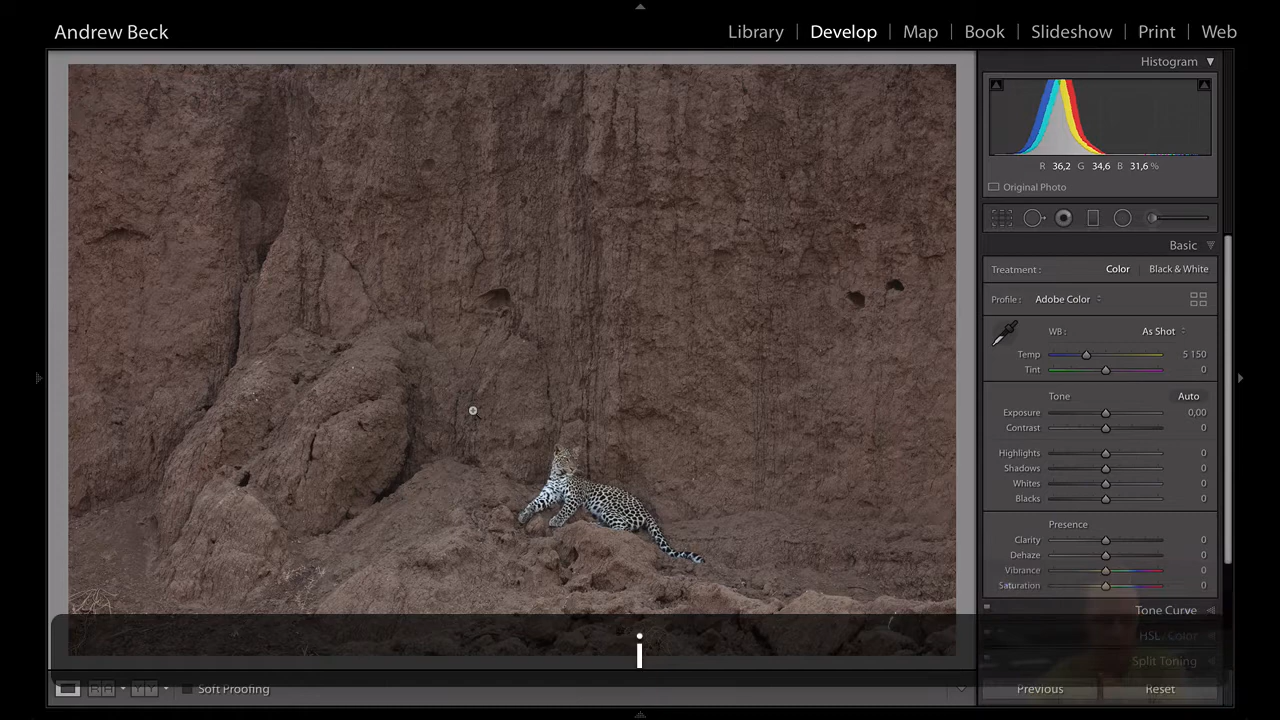 Andrew Beck
Library | Develop | Map | Book | Slideshow | Print | Web
Histogram
R 36,2 G 34,6 B 31,6 %
Original Photo
Basic
Treatment : Color Black & White
Profile : Adobe Color
WB : As Shot
Temp 5 150
Tint 0
Tone Auto
Exposure 0,00
Contrast 0
Highlights 0
Shadows 0
Whites 0
Blacks 0
Presence
Clarity 0
Dehaze 0
Vibrance 0
Saturation 0
Tone Curve
HSL / Color
Split Toning
i
R A Y Y Soft Proofing
Previous Reset